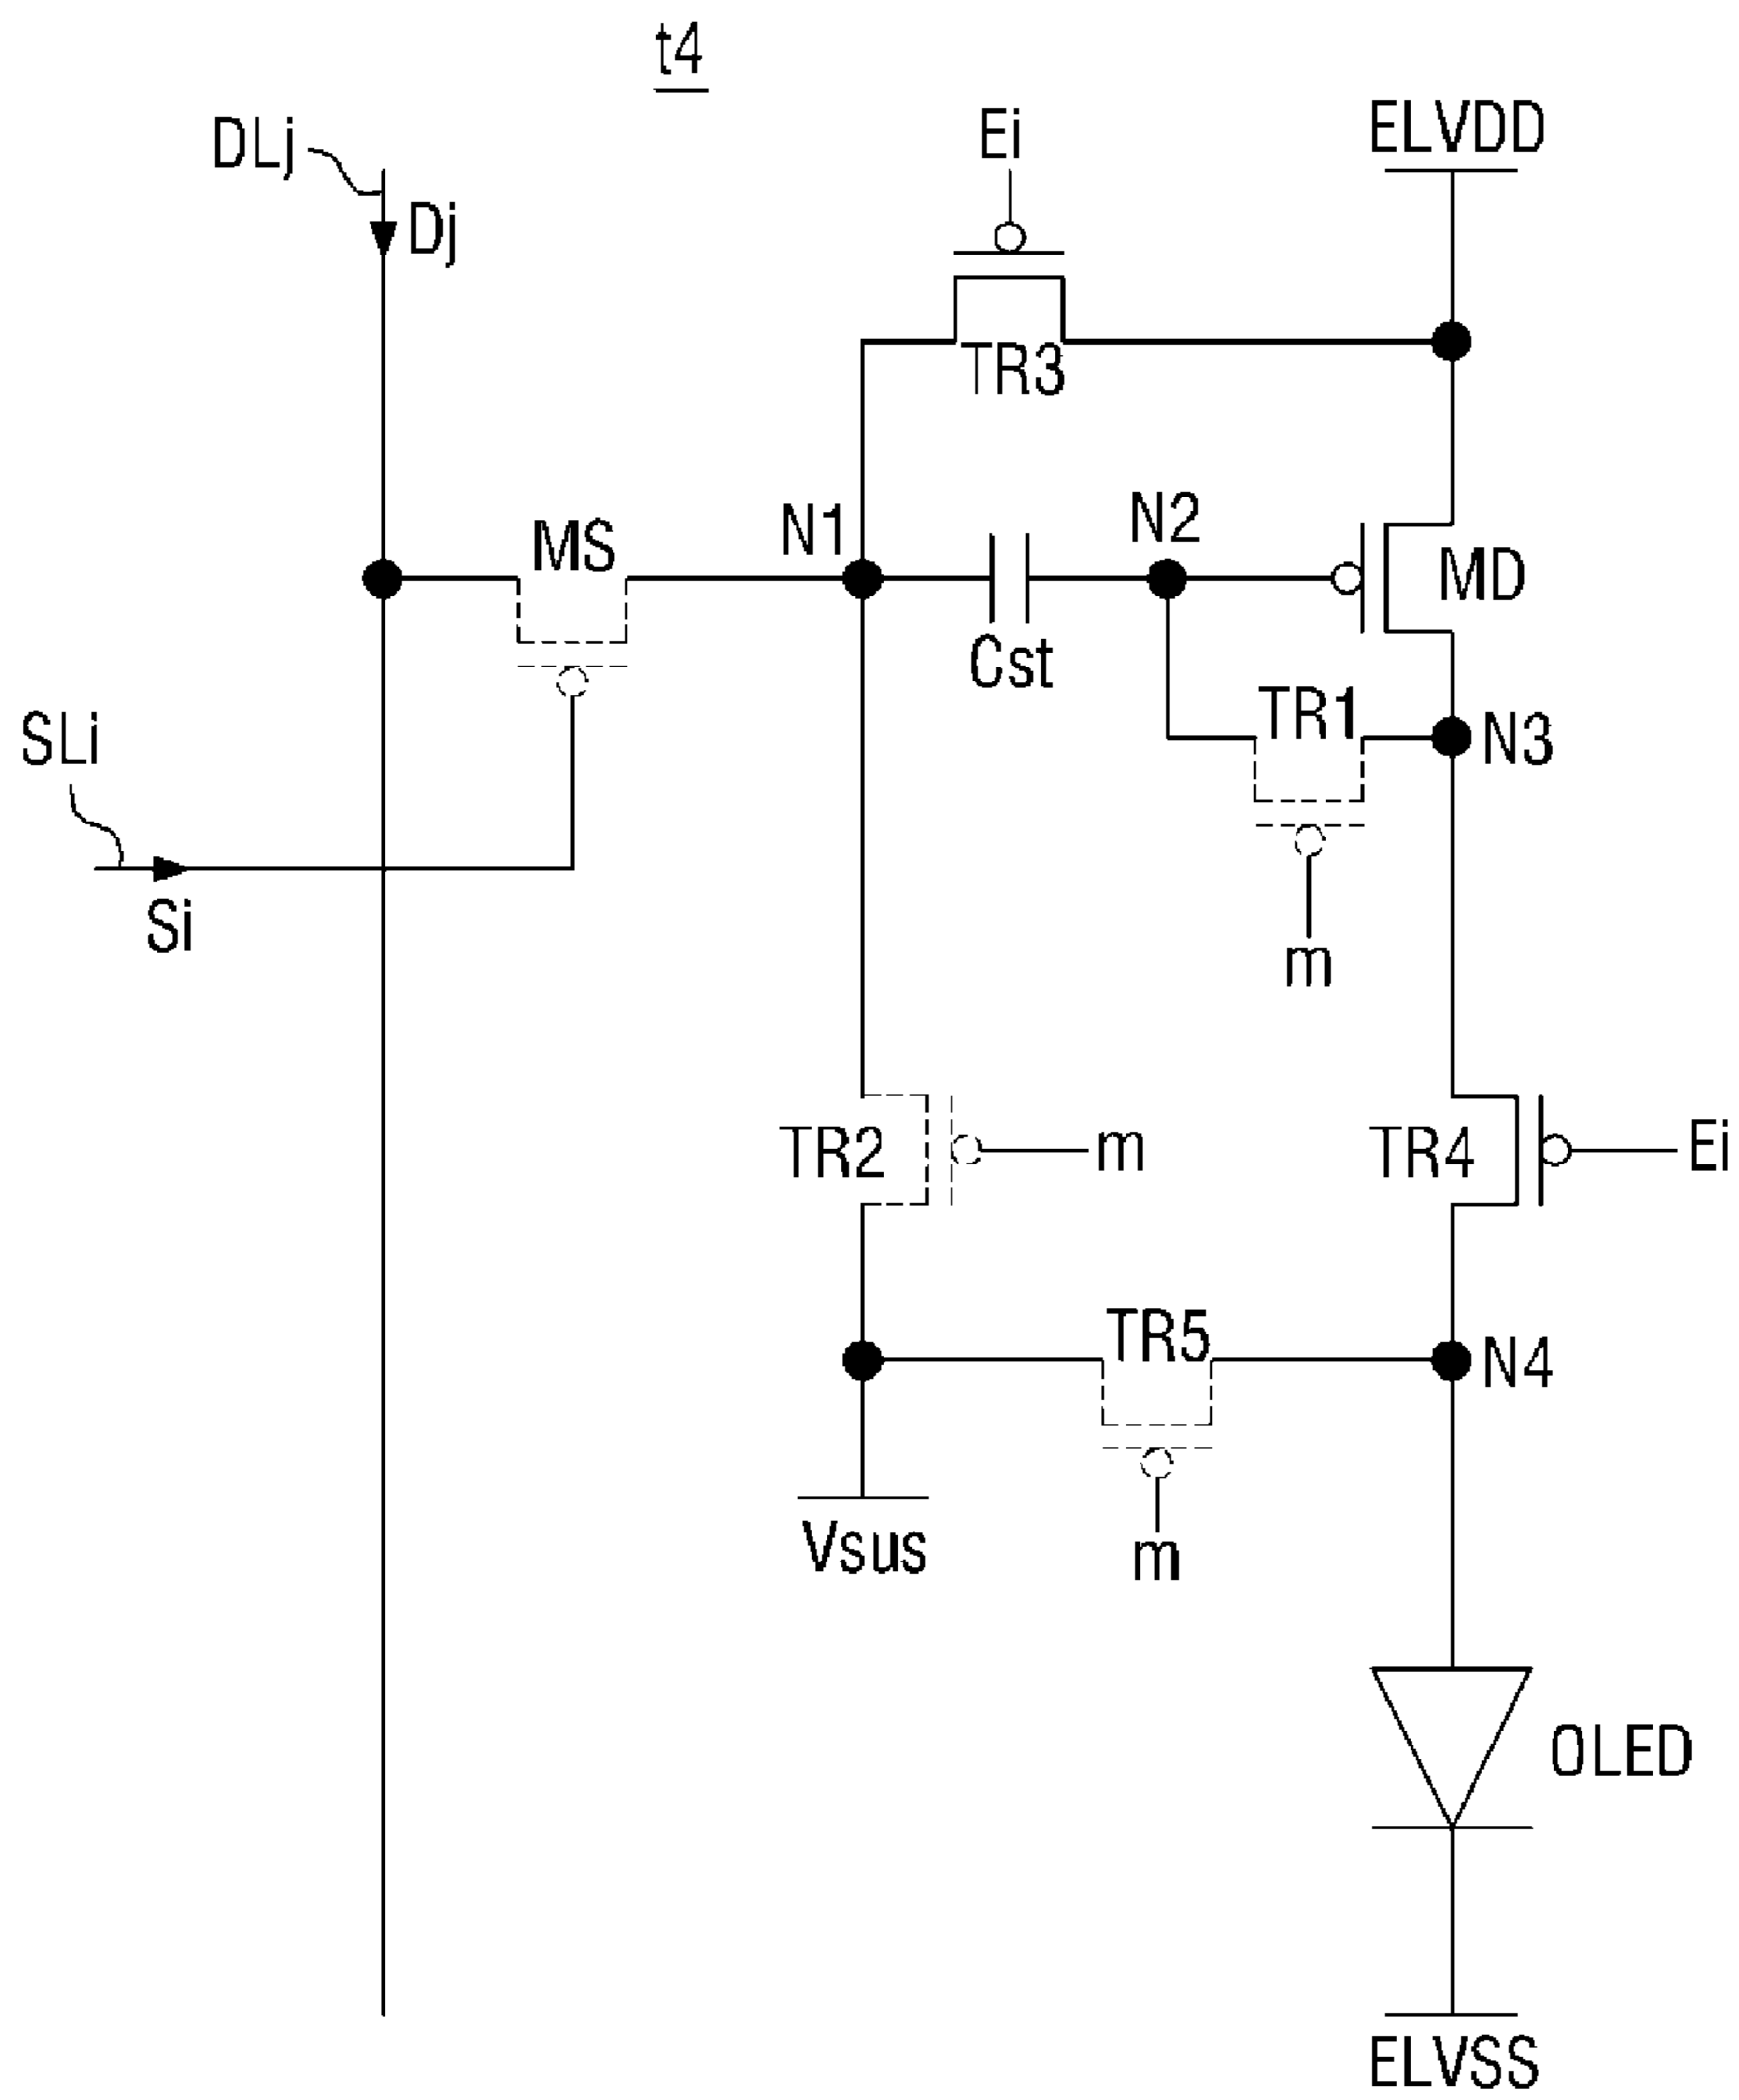 t4
DLj
Ei
ELVDD
Dj
TR3
N1
N2
MS
MD
Cst
TR1
N3
SLi
Si
m
TR2
m
TR4
Ei
TR5
N4
Vsus
m
OLED
ELVSS